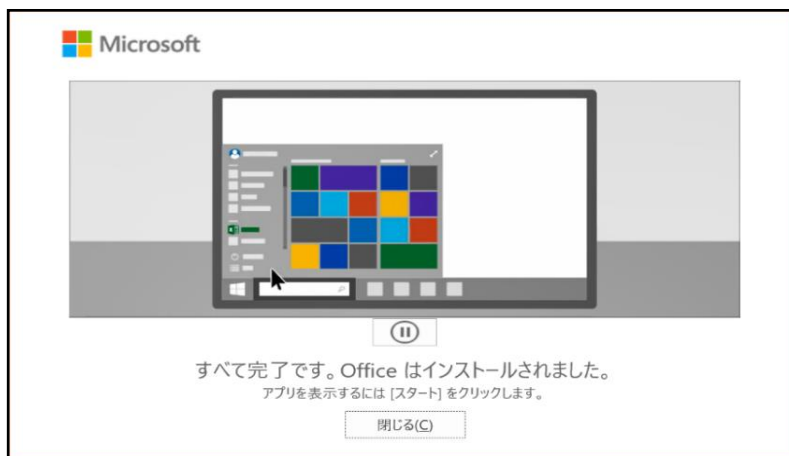 Microsoft
すべて完了です。Office はインストールされました。
アプリを表示するには [スタート] をクリックします。
閉じる(C)